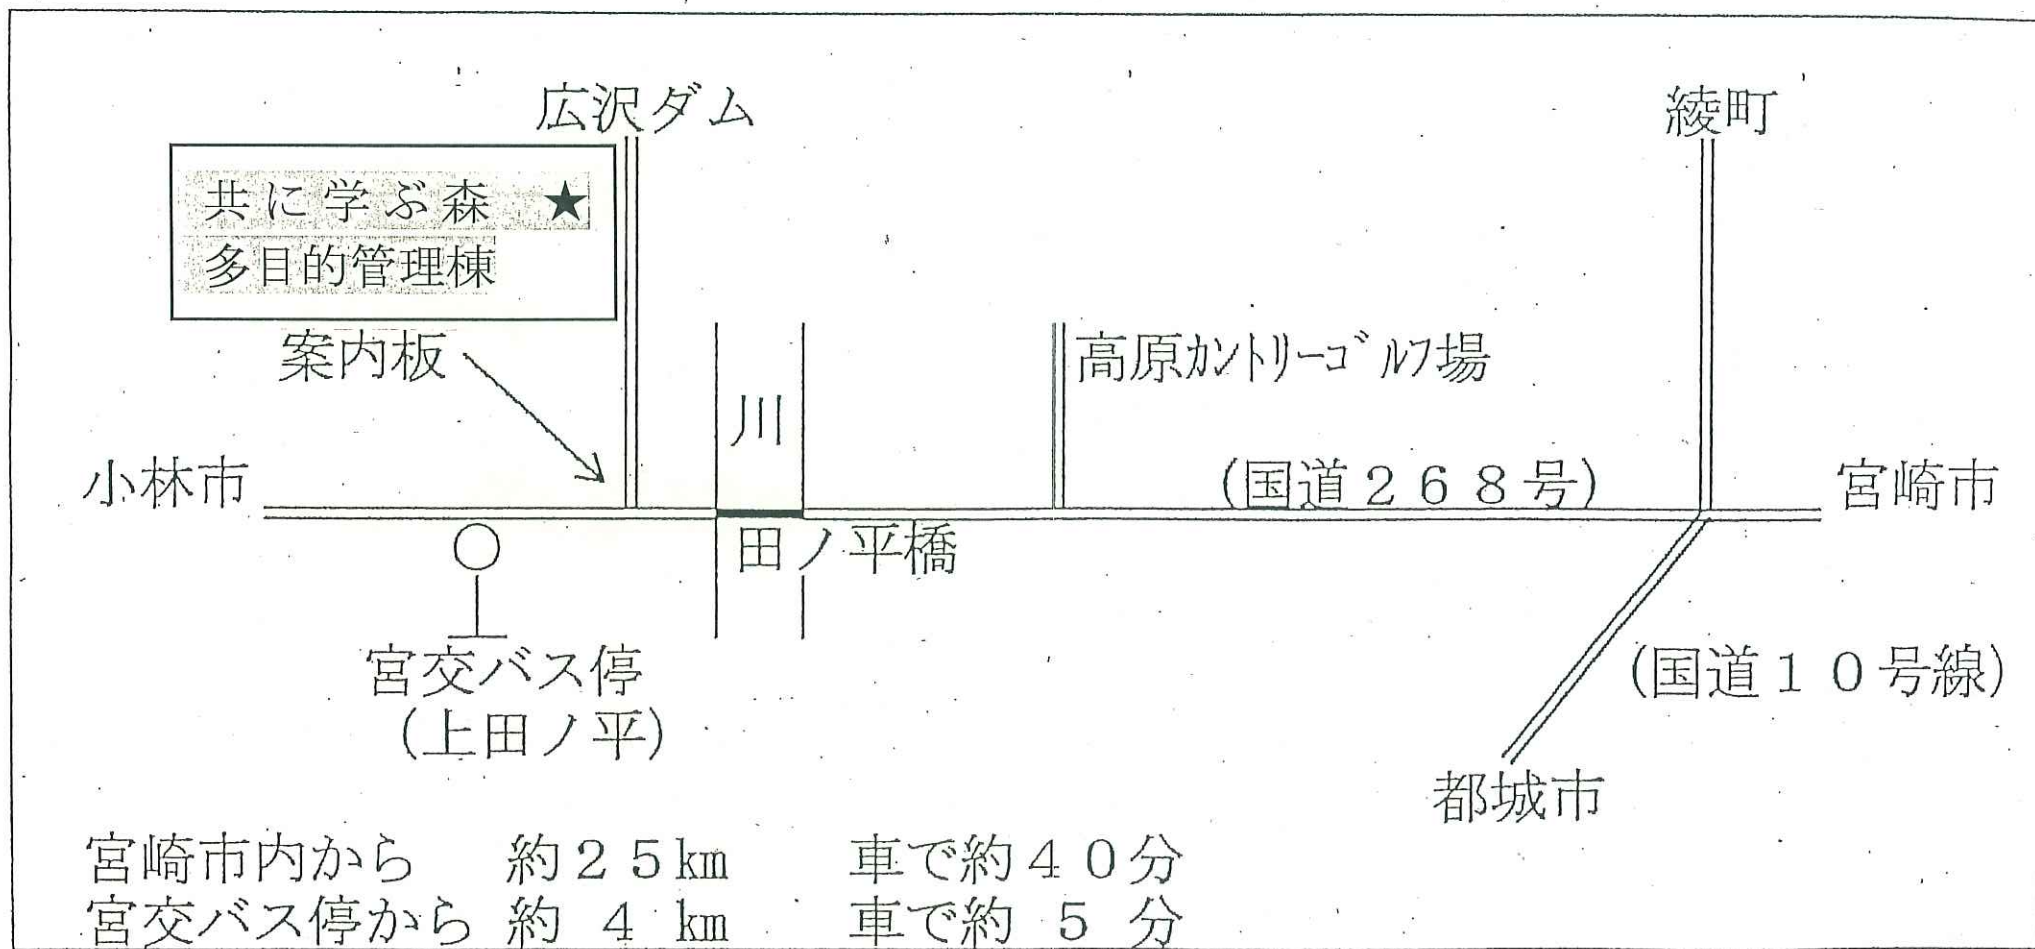 広沢ダム
綾町
共に学ぶ森 ★
多目的管理棟
案内板
高原ｶﾝﾄﾘｰｺﾞﾙﾌ場
川
小林市
(国道２６８号)
宮崎市
田ノ平橋
宮交バス停
(上田ノ平)
(国道１０号線)
都城市
宮崎市内から 約２５㎞ 車で約４０分
宮交バス停から 約 ４ ㎞ 車で約 ５ 分